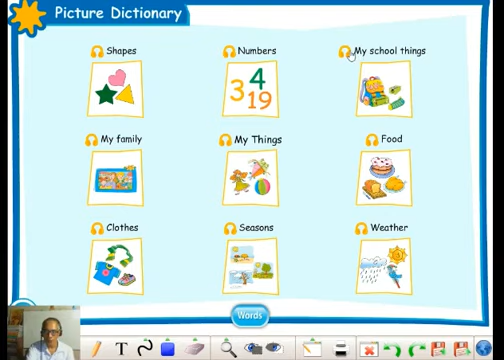 Picture Dictionary
Shapes
Numbers
My school things
3 4 19
My family
My Things
Food
Clothes
Seasons
Weather
Words
T